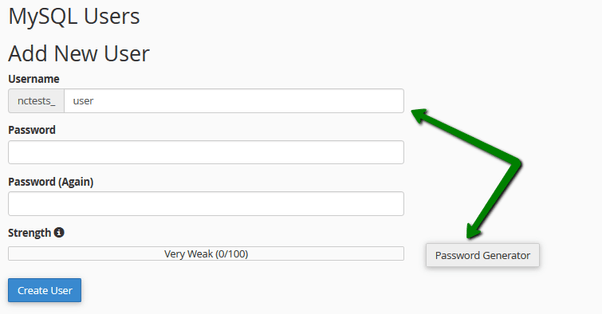 MySQL Users
Add New User
Username
nctests_ user
Password
Password (Again)
Strength
Very Weak (0/100)
Password Generator
Create User